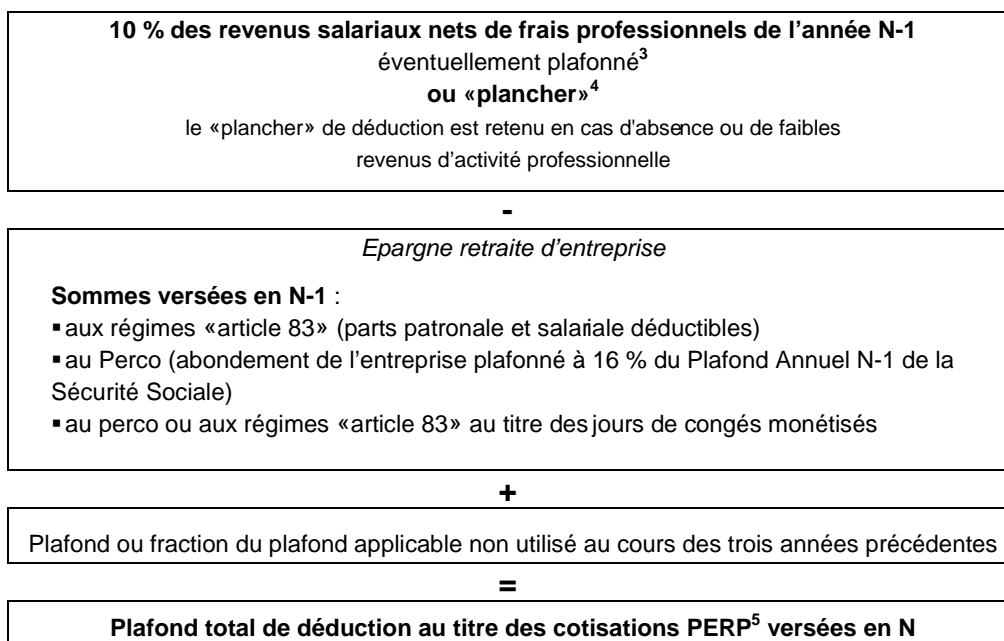 10 % des revenus salariaux nets de frais professionnels de l'année N-1
éventuellement plafonné³
ou «plancher»⁴
le «plancher» de déduction est retenu en cas d'absence ou de faibles
revenus d'activité professionnelle
-
Epargne retraite d'entreprise
Sommes versées en N-1 :
▪ aux régimes «article 83» (parts patronale et salariale déductibles)
▪ au Perco (abondement de l'entreprise plafonné à 16 % du Plafond Annuel N-1 de la
Sécurité Sociale)
▪ au perco ou aux régimes «article 83» au titre des jours de congés monétisés
+
Plafond ou fraction du plafond applicable non utilisé au cours des trois années précédentes
=
Plafond total de déduction au titre des cotisations PERP⁵ versées en N